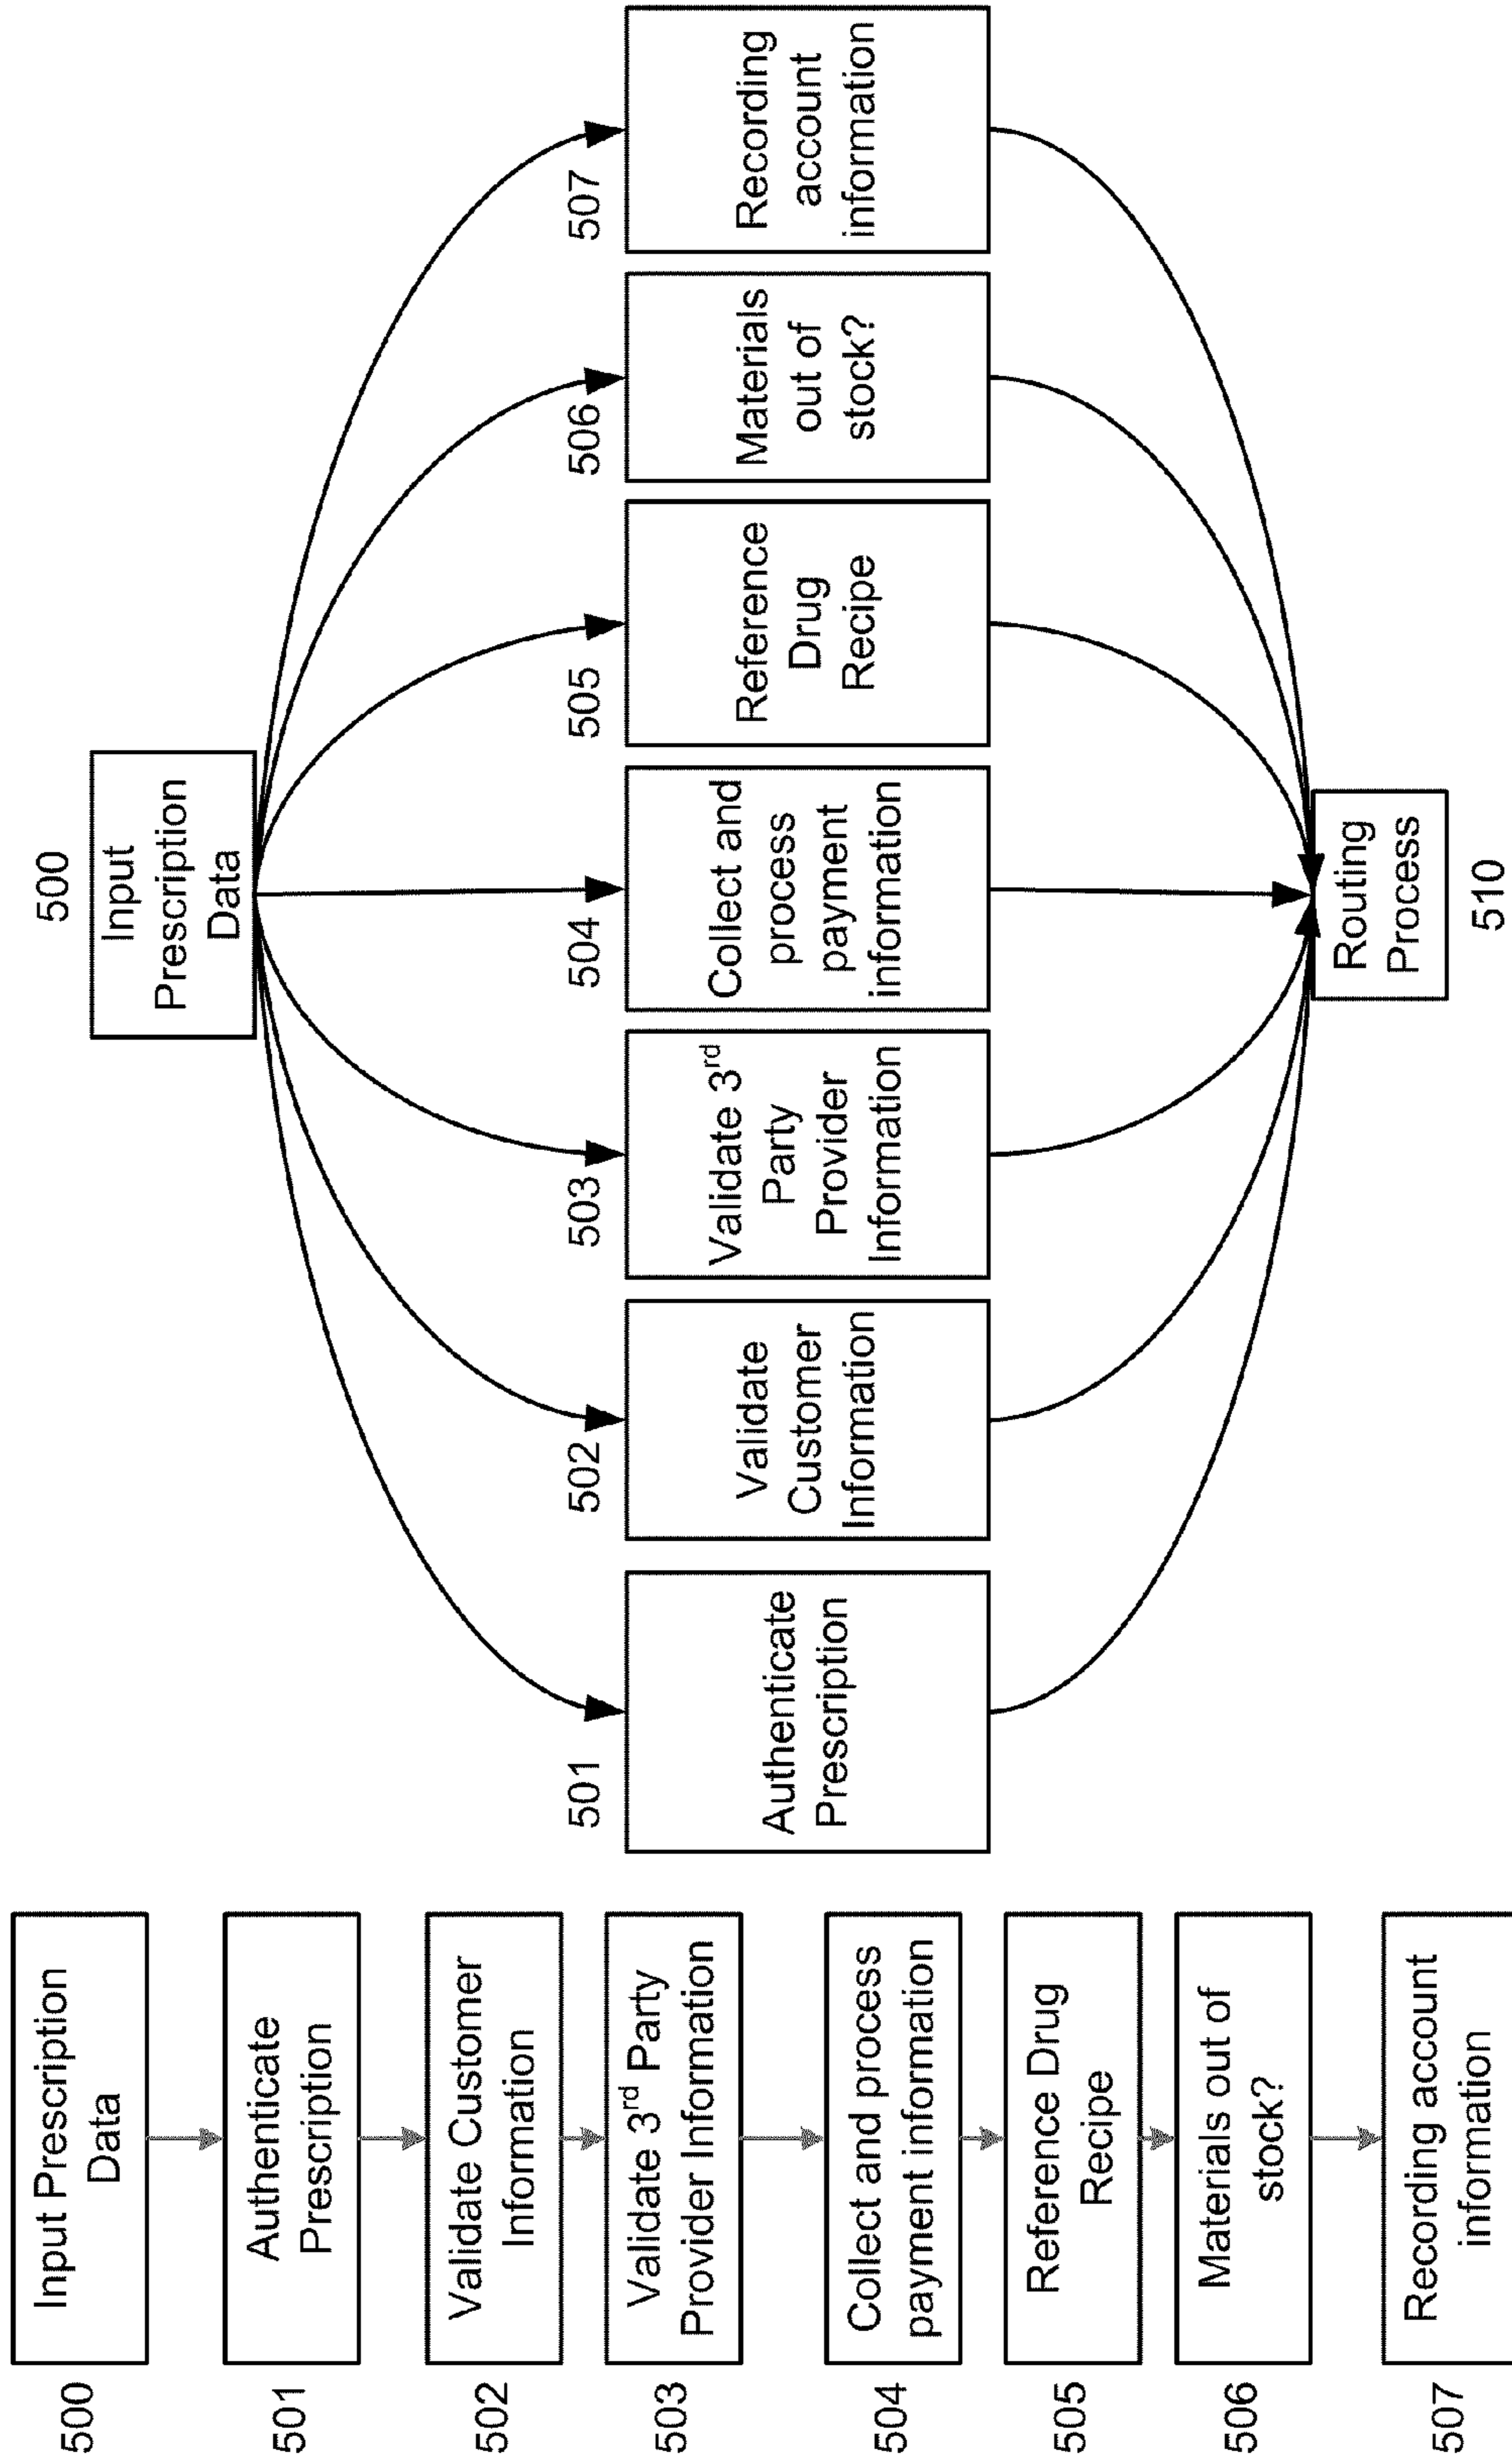 500
Input Prescription
Data
501
Authenticate
Prescription
502
Validate Customer
Information
503
Validate 3rd Party
Provider Information
504
Collect and process
payment information
505
Reference Drug
Recipe
506
Materials out of
stock?
507
Recording account
information
500
Input
Prescription
Data
501
Authenticate
Prescription
502
Validate
Customer
Information
503
Validate 3rd
Party
Provider
Information
504
Collect and
process
payment
information
505
Reference
Drug
Recipe
506
Materials
out of
stock?
507
Recording
account
information
Routing
Process
510